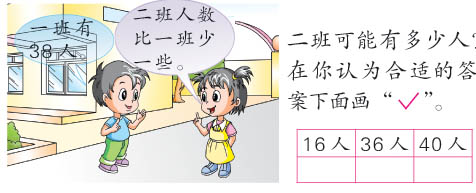 一班有
38人。
二班人数
比一班少
一些。
二班可能有多少人?
在你认为合适的答
案下面画“✓”。
16人 36人 40人